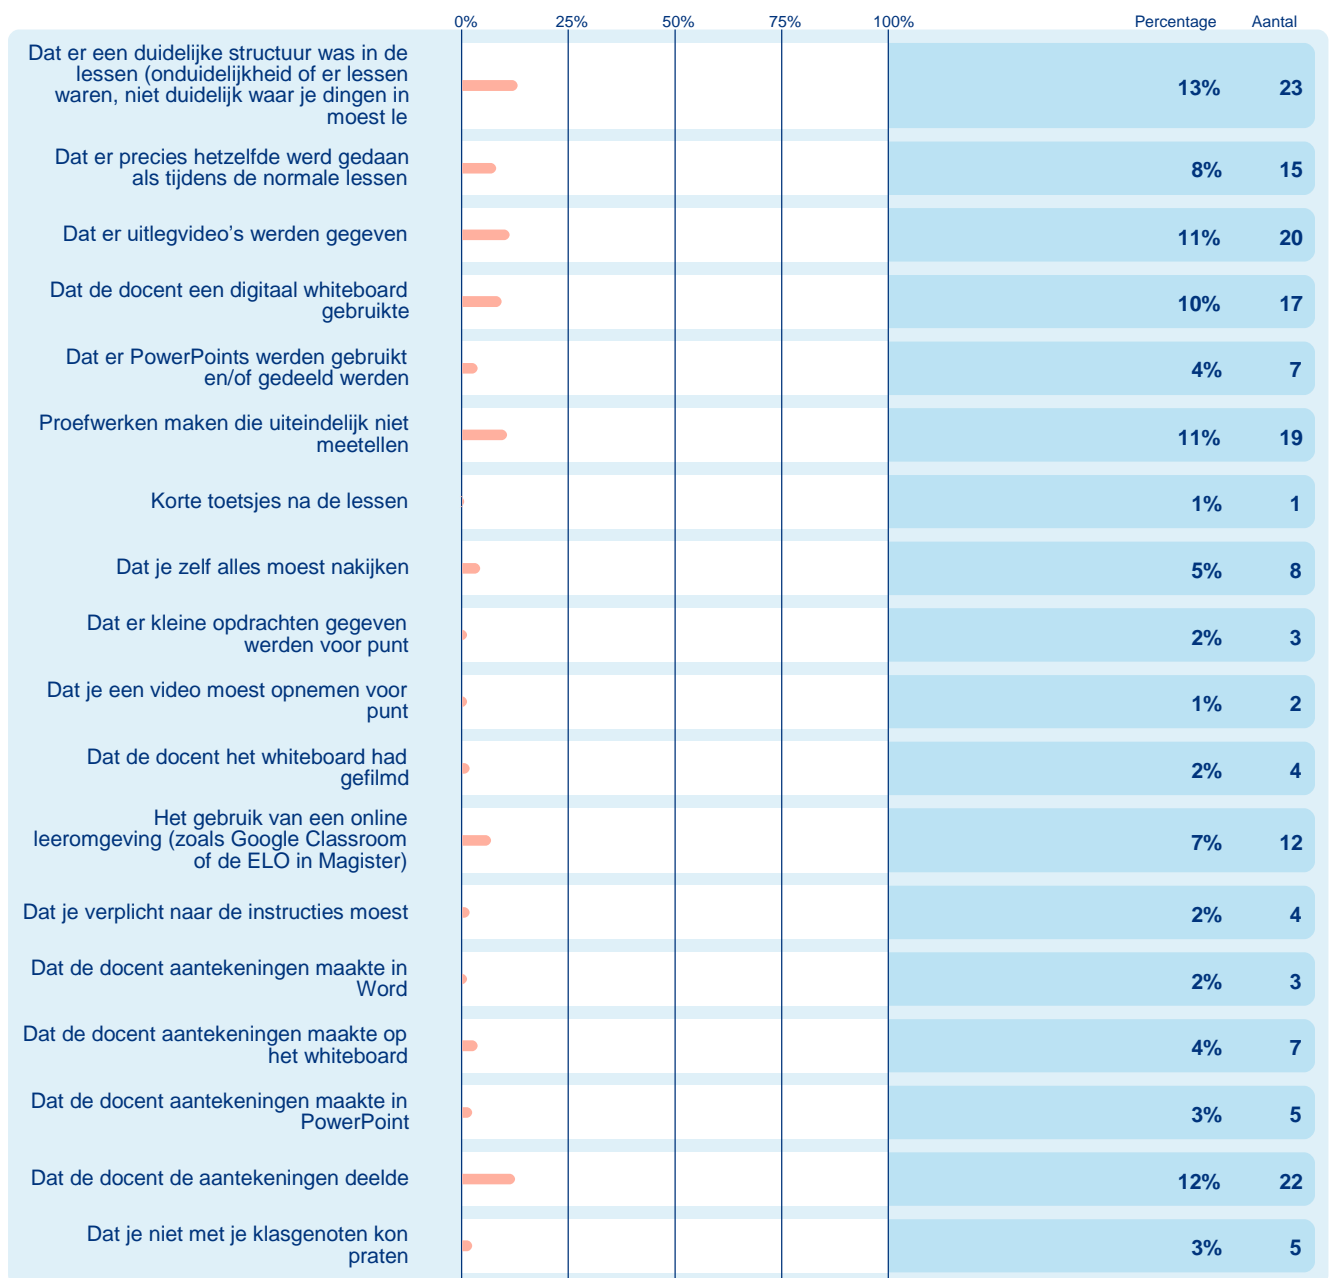 0% 25% 50% 75% 100% Percentage Aantal
Dat er een duidelijke structuur was in de
lessen (onduidelijkheid of er lessen
waren, niet duidelijk waar je dingen in
moest le
13% 23
Dat er precies hetzelfde werd gedaan
als tijdens de normale lessen
8% 15
Dat er uitlegvideo’s werden gegeven
11% 20
Dat de docent een digitaal whiteboard
gebruikte
10% 17
Dat er PowerPoints werden gebruikt
en/of gedeeld werden
4% 7
Proefwerken maken die uiteindelijk niet
meetellen
11% 19
Korte toetsjes na de lessen
1% 1
Dat je zelf alles moest nakijken
5% 8
Dat er kleine opdrachten gegeven
werden voor punt
2% 3
Dat je een video moest opnemen voor
punt
1% 2
Dat de docent het whiteboard had
gefilmd
2% 4
Het gebruik van een online
leeromgeving (zoals Google Classroom
of de ELO in Magister)
7% 12
Dat je verplicht naar de instructies moest
2% 4
Dat de docent aantekeningen maakte in
Word
2% 3
Dat de docent aantekeningen maakte op
het whiteboard
4% 7
Dat de docent aantekeningen maakte in
PowerPoint
3% 5
Dat de docent de aantekeningen deelde
12% 22
Dat je niet met je klasgenoten kon
praten
3% 5